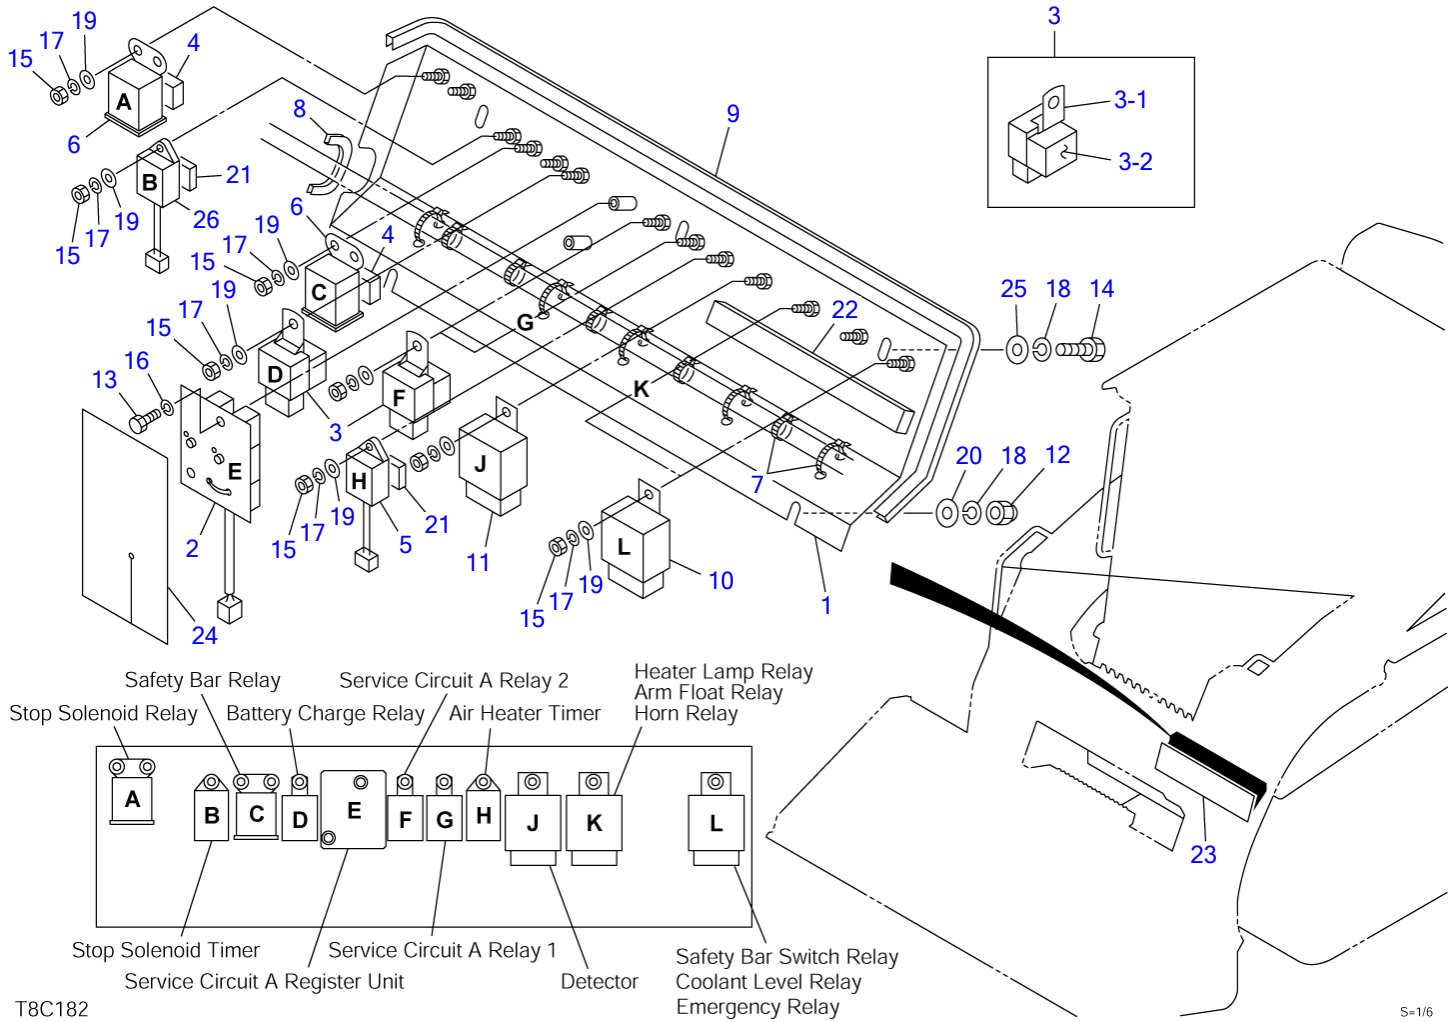 19
17
15
4
A
6
B
21
26
19
17
15
8
6
19
17
15
4
C
9
3
3-1
3-2
19
17
15
16
13
D
3
F
G
22
25
18
14
K
E
2
24
H
J
19
17
15
21
5
11
7
L
10
19
17
15
20
18
12
1
23
Safety Bar Relay
Stop Solenoid Relay
Battery Charge Relay
Service Circuit A Relay 2
Air Heater Timer
Heater Lamp Relay
Arm Float Relay
Horn Relay
A
B
C
D
E
F
G
H
J
K
L
Stop Solenoid Timer
Service Circuit A Register Unit
Service Circuit A Relay 1
Detector
Safety Bar Switch Relay
Coolant Level Relay
Emergency Relay
T8C182
S=1/6